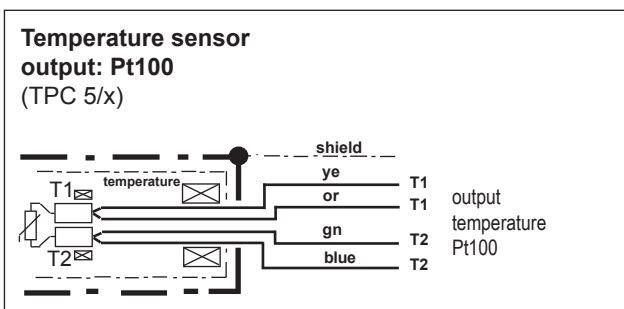 Temperature sensor
output: Pt100
(TPC 5/x)
shield
ye
T1
temperature
T1
or
T1
output
temperature
Pt100
gn
T2
T2
blue
T2